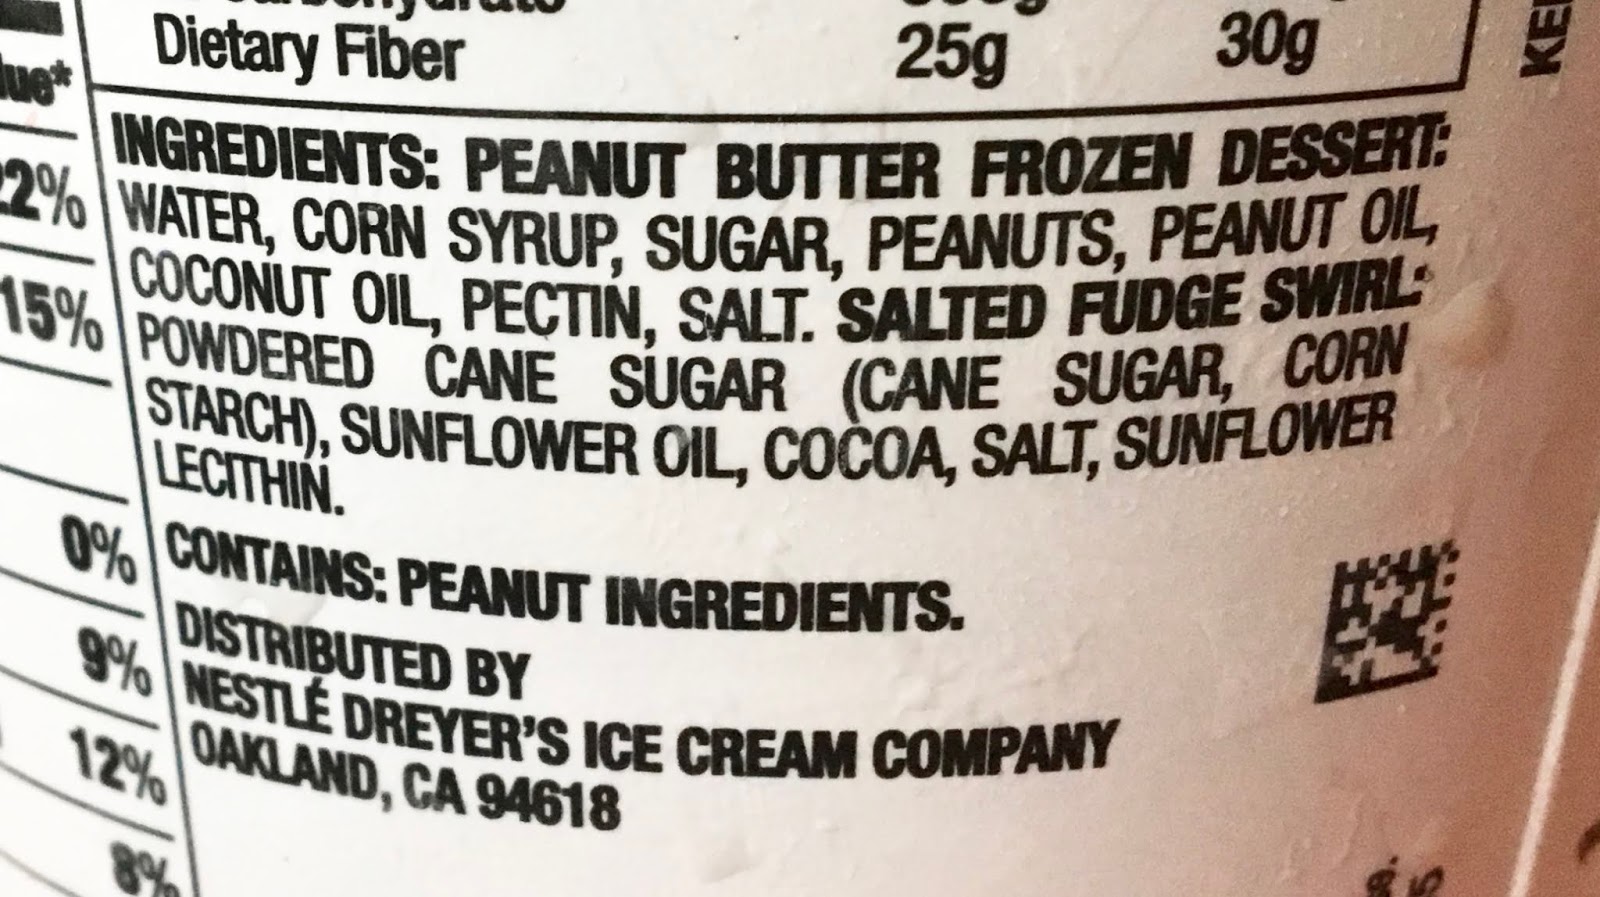 Dietary Fiber 25g 30g
INGREDIENTS: PEANUT BUTTER FROZEN DESSERT:
WATER, CORN SYRUP, SUGAR, PEANUTS, PEANUT OIL,
COCONUT OIL, PECTIN, SALT. SALTED FUDGE SWIRL:
POWDERED CANE SUGAR (CANE SUGAR, CORN
STARCH), SUNFLOWER OIL, COCOA, SALT, SUNFLOWER
LECITHIN.
CONTAINS: PEANUT INGREDIENTS.
DISTRIBUTED BY
NESTLÉ DREYER'S ICE CREAM COMPANY
OAKLAND, CA 94618
15%
0%
9%
12%
8%